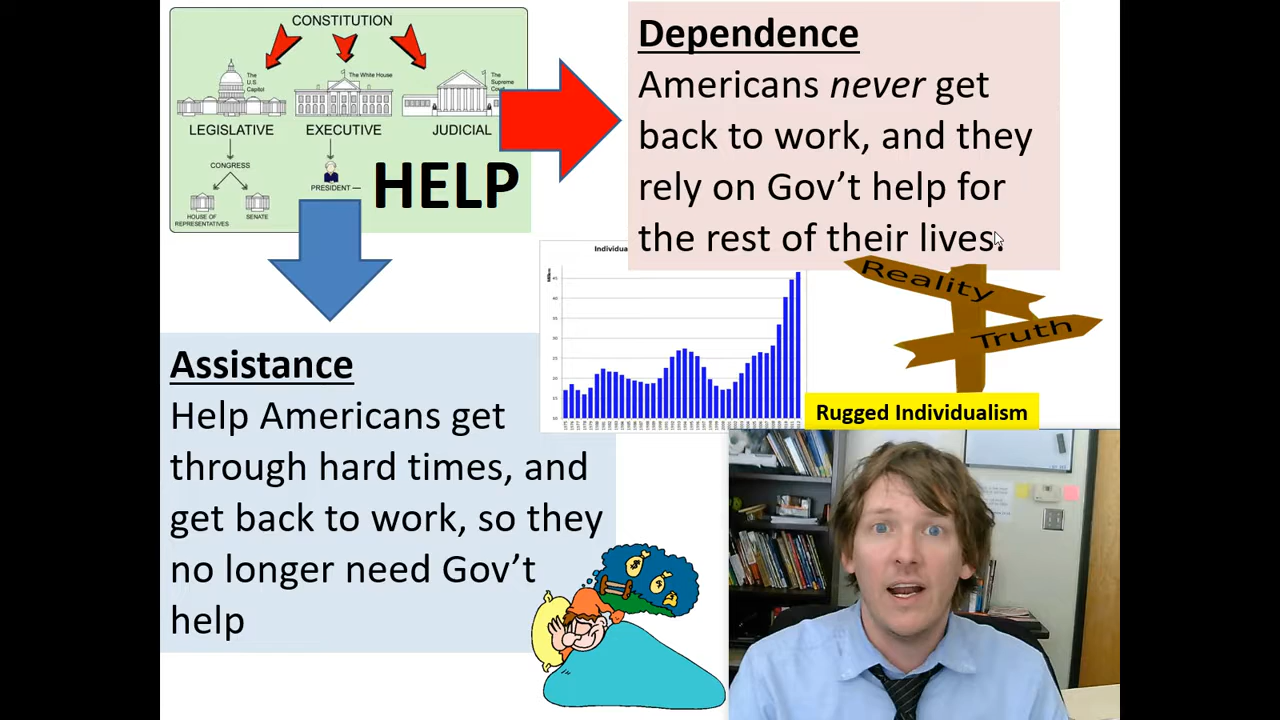 CONSTITUTION
The
U.S.
Capitol
The White House
The
Supreme
LEGISLATIVE
EXECUTIVE
JUDICIAL
CONGRESS
PRESIDENT
HOUSE OF
REPRESENTATIVES
SENATE
HELP
Dependence
Americans never get
back to work, and they
rely on Gov't help for
the rest of their lives.
Reality
Truth
Rugged Individualism
Assistance
Help Americans get
through hard times, and
get back to work, so they
no longer need Gov't
help